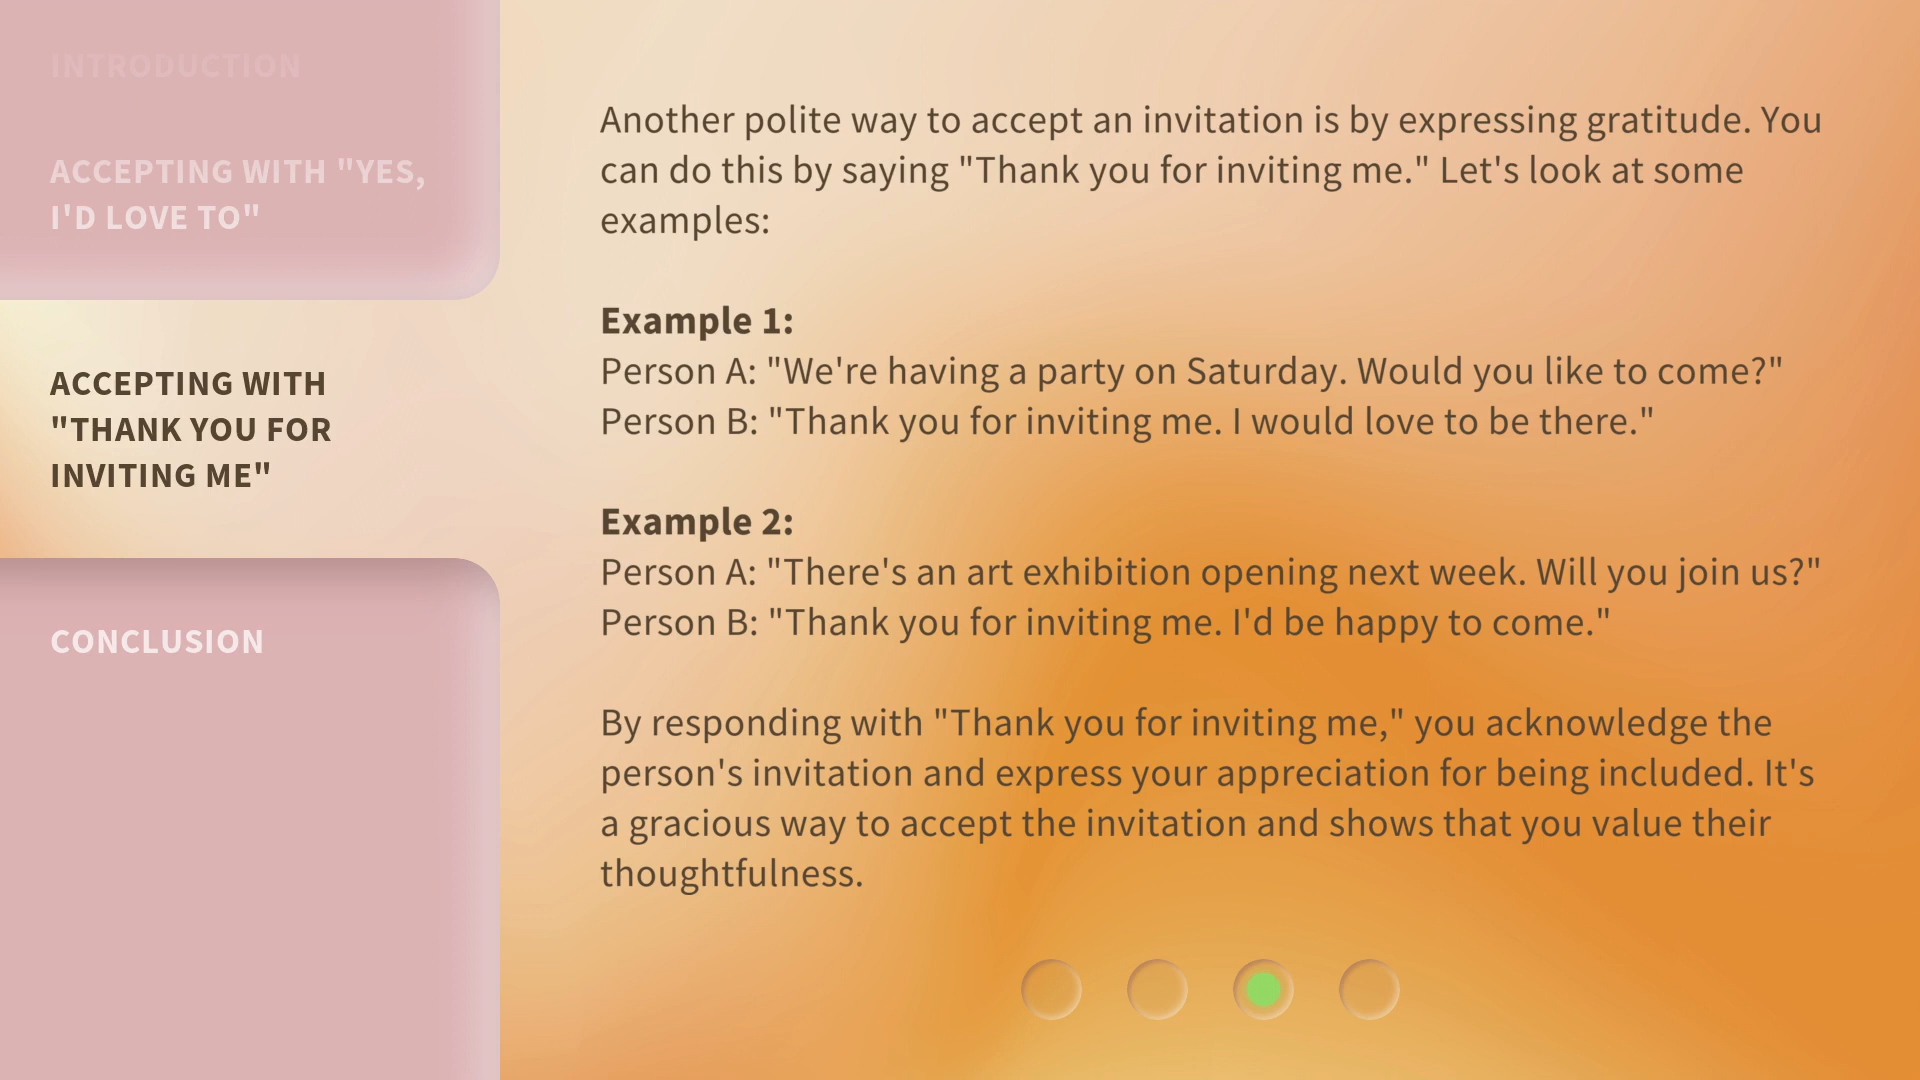 INTRODUCTION
ACCEPTING WITH "YES,
I'D LOVE TO"
ACCEPTING WITH
"THANK YOU FOR
INVITING ME"
CONCLUSION
Another polite way to accept an invitation is by expressing gratitude. You
can do this by saying "Thank you for inviting me." Let's look at some
examples:
Example 1:
Person A: "We're having a party on Saturday. Would you like to come?"
Person B: "Thank you for inviting me. I would love to be there."
Example 2:
Person A: "There's an art exhibition opening next week. Will you join us?"
Person B: "Thank you for inviting me. I'd be happy to come."
By responding with "Thank you for inviting me," you acknowledge the
person's invitation and express your appreciation for being included. It's
a gracious way to accept the invitation and shows that you value their
thoughtfulness.